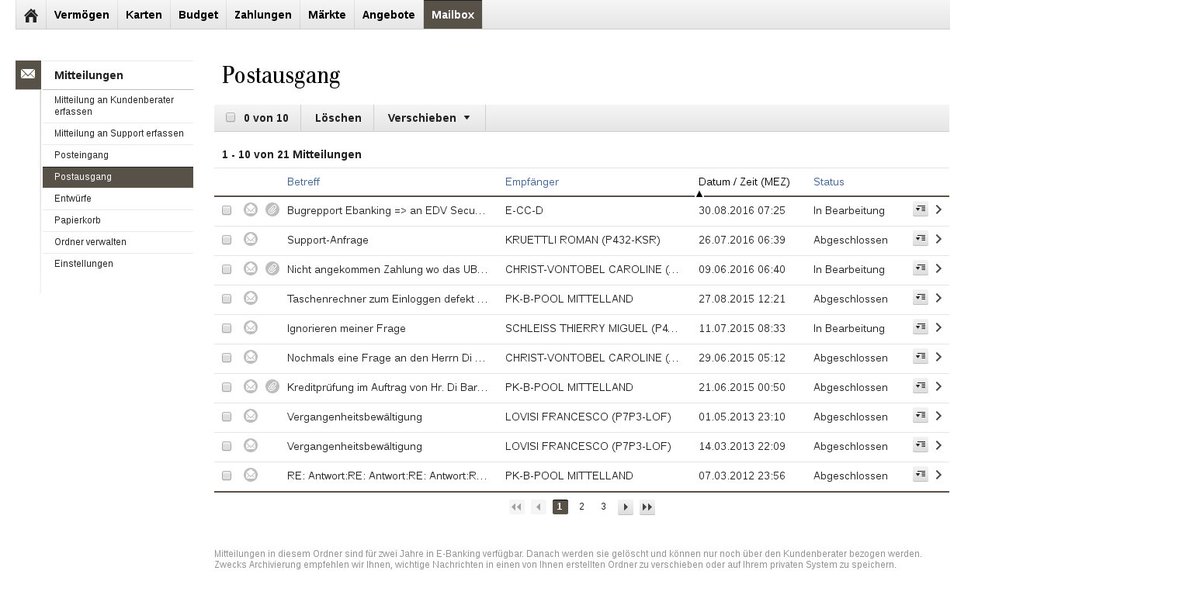 Vermögen Karten Budget Zahlungen Märkte Angebote Mailbox
Mitteilungen
Mitteilung an Kundenberater
erfassen
Mitteilung an Support erfassen
Posteingang
Postausgang
Entwürfe
Papierkorb
Ordner verwalten
Einstellungen
Postausgang
0 von 10 Löschen Verschieben
1 - 10 von 21 Mitteilungen
Betreff Empfänger Datum / Zeit (MEZ) Status
Bugrepport Ebanking => an EDV Secu… E-CC-D 30.08.2016 07:25 In Bearbeitung
Support-Anfrage KRUETTLI ROMAN (P432-KSR) 26.07.2016 06:39 Abgeschlossen
Nicht angekommen Zahlung wo das UB… CHRIST-VONTOBEL CAROLINE (… 09.06.2016 06:40 In Bearbeitung
Taschenrechner zum Einloggen defekt … PK-B-POOL MITTELLAND 27.08.2015 12:21 Abgeschlossen
Ignorieren meiner Frage SCHLEISS THIERRY MIGUEL (P4… 11.07.2015 08:33 In Bearbeitung
Nochmals eine Frage an den Herrn Di … CHRIST-VONTOBEL CAROLINE (… 29.06.2015 05:12 Abgeschlossen
Kreditprüfung im Auftrag von Hr. Di Bar… PK-B-POOL MITTELLAND 21.06.2015 00:50 Abgeschlossen
Vergangenheitsbewältigung LOVISI FRANCESCO (P7P3-LOF) 01.05.2013 23:10 Abgeschlossen
Vergangenheitsbewältigung LOVISI FRANCESCO (P7P3-LOF) 14.03.2013 22:09 Abgeschlossen
RE: Antwort:RE: Antwort:RE: Antwort:R… PK-B-POOL MITTELLAND 07.03.2012 23:56 Abgeschlossen
1 2 3
Mitteilungen in diesem Ordner sind für zwei Jahre in E-Banking verfügbar. Danach werden sie gelöscht und können nur noch über den Kundenberater bezogen werden.
Zwecks Archivierung empfehlen wir Ihnen, wichtige Nachrichten in einen von Ihnen erstellten Ordner zu verschieben oder auf Ihrem privaten System zu speichern.